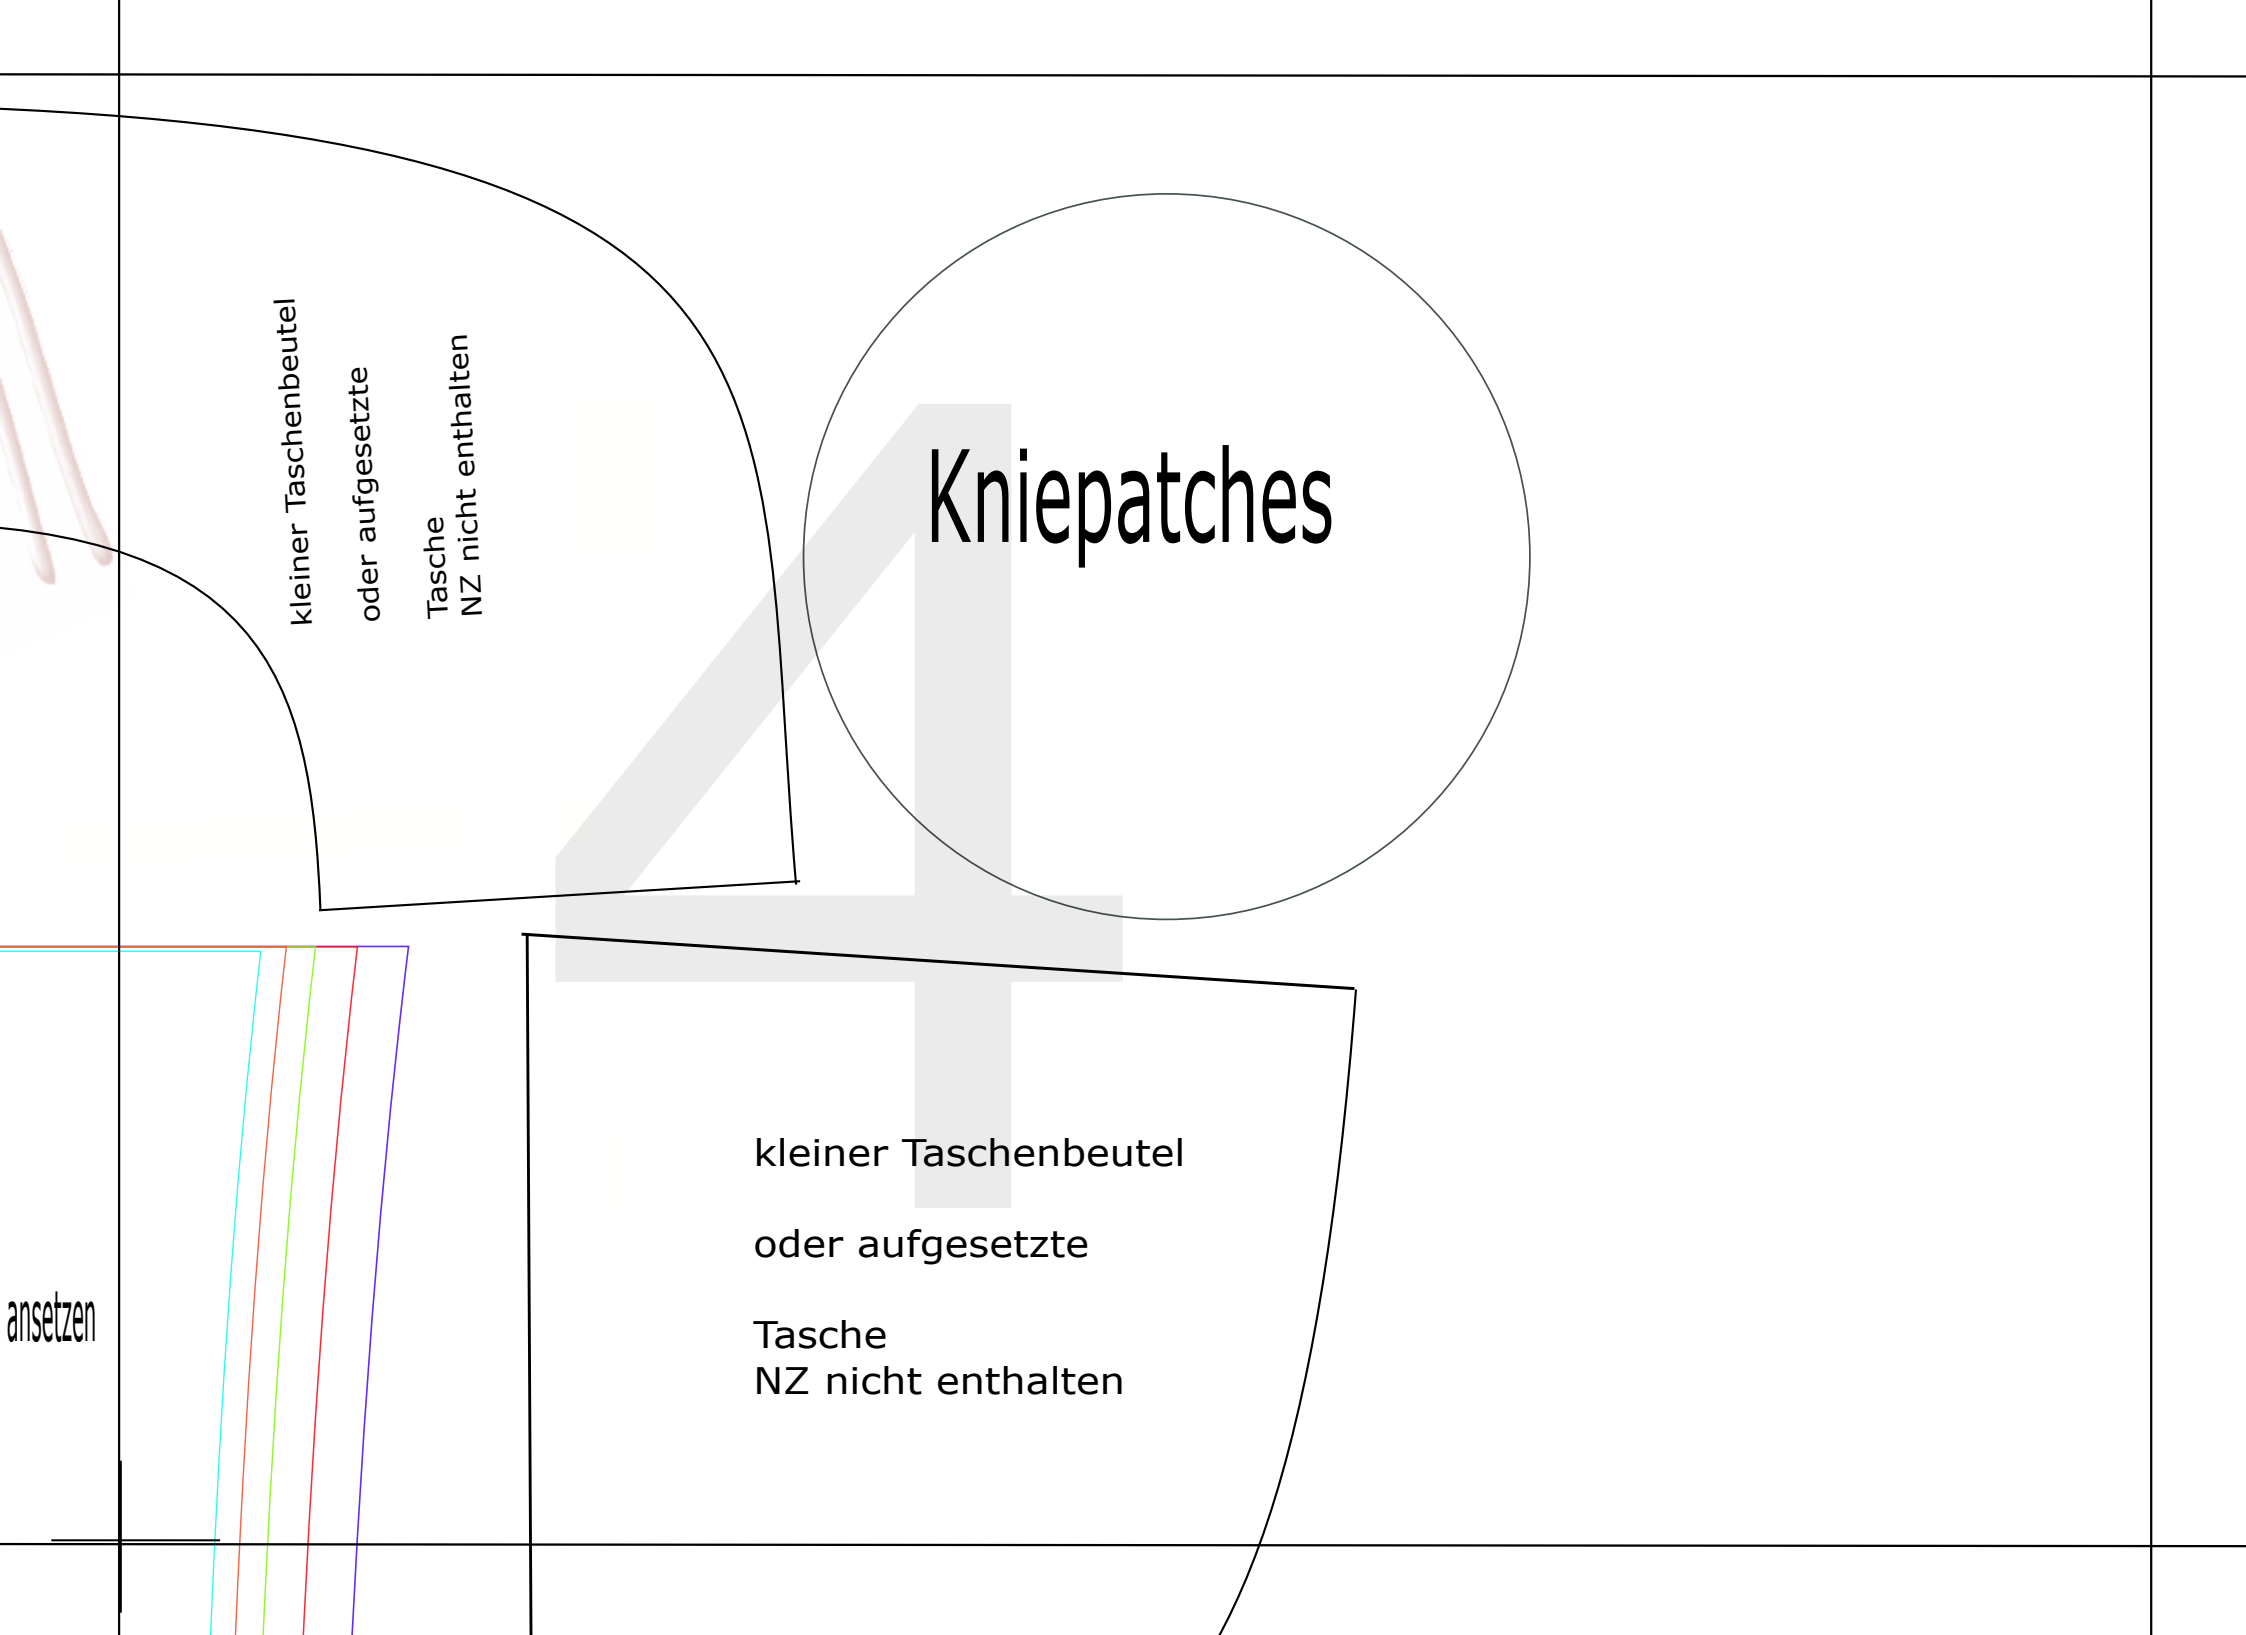 kleiner Taschenbeutel
oder aufgesetzte
Tasche
NZ nicht enthalten
Kniepatches
4
kleiner Taschenbeutel
oder aufgesetzte
Tasche
NZ nicht enthalten
ansetzen